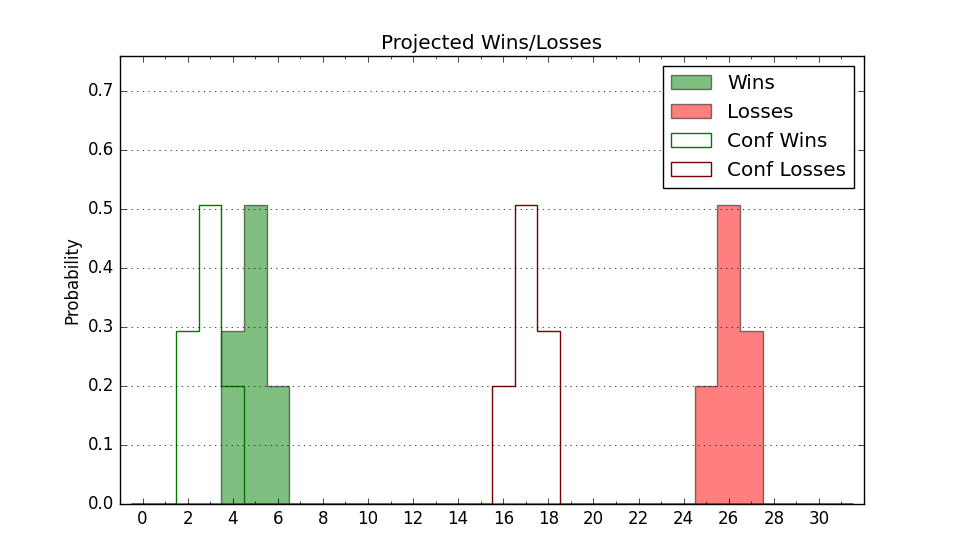 Projected Wins/Losses
Wins
Losses
Conf Wins
Conf Losses
Probability
0.7
0.6
0.5
0.4
0.3
0.2
0.1
0.0
0 2 4 6 8 10 12 14 16 18 20 22 24 26 28 30